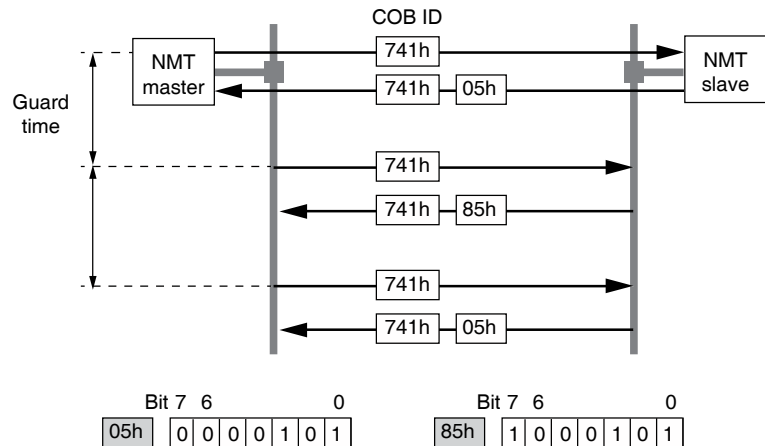 COB ID
NMT master
741h
NMT slave
741h 05h
Guard time
741h
741h 85h
741h
741h 05h
Bit 7 6 0
05h 0 0 0 0 1 0 1
Bit 7 6 0
85h 1 0 0 0 1 0 1